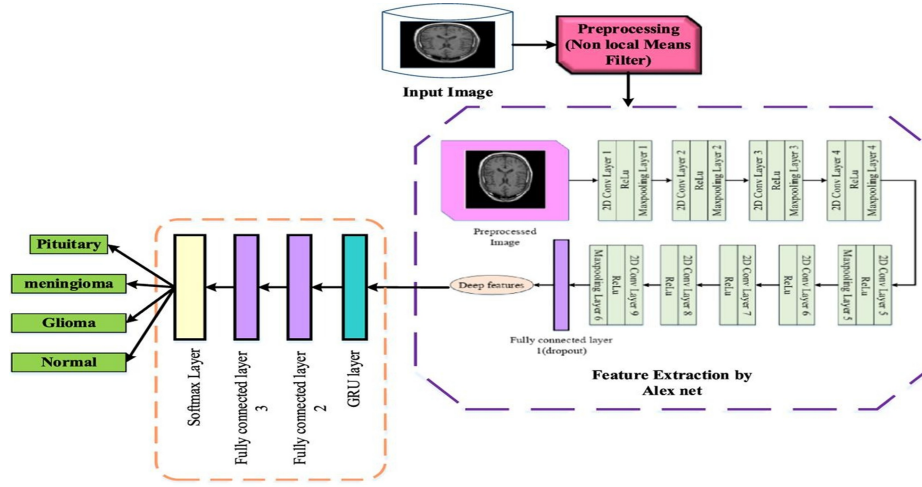 Input Image
Preprocessing
(Non local Means
Filter)
Preprocessed
Image
2D Conv Layer 1
ReLu
Maxpooling Layer 1
2D Conv Layer 2
ReLu
Maxpooling Layer 2
2D Conv Layer 3
ReLu
Maxpooling Layer 3
2D Conv Layer 4
ReLu
Maxpooling Layer 4
2D Conv Layer 5
ReLu
Maxpooling Layer 5
2D Conv Layer 6
ReLu
2D Conv Layer 7
ReLu
2D Conv Layer 8
ReLu
2D Conv Layer 9
ReLu
Maxpooling Layer 6
Fully connected layer
1(dropout)
Deep features
Feature Extraction by
Alex net
GRU layer
Fully connected layer
2
Fully connected layer
3
Softmax Layer
Pituitary
meningioma
Glioma
Normal